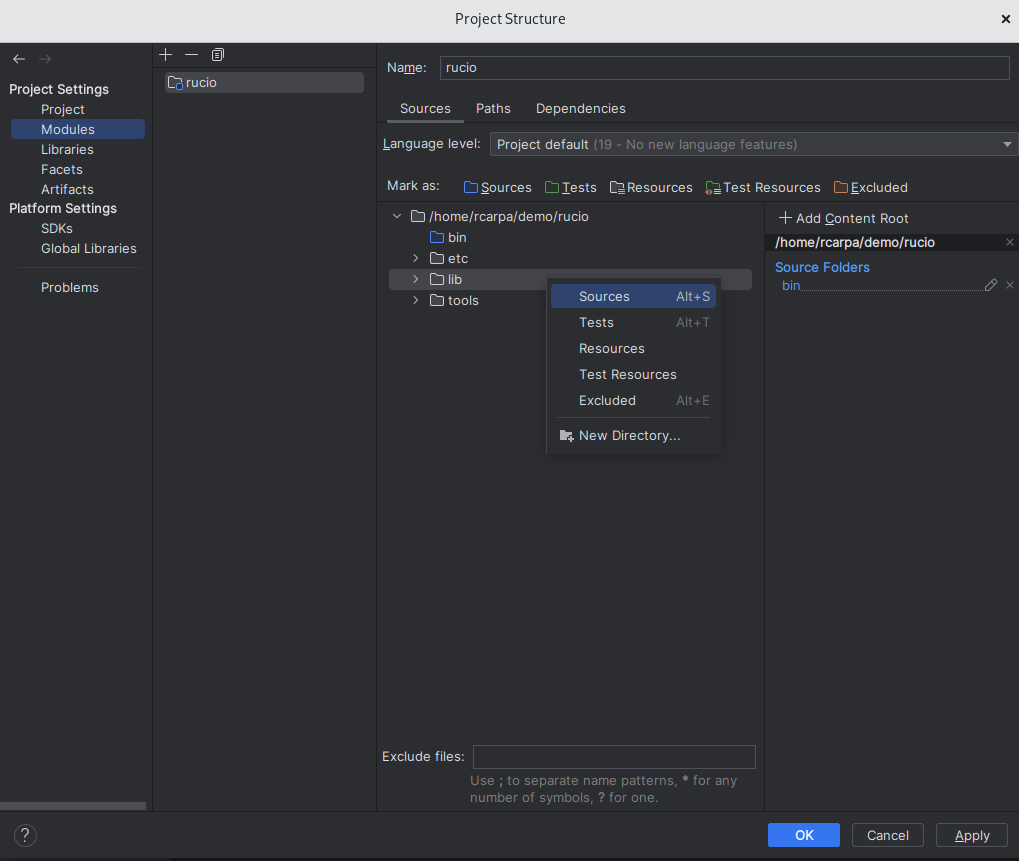 Project Structure
Project Settings
Project
Modules
Libraries
Facets
Artifacts
Platform Settings
SDKs
Global Libraries
Problems
rucio
Name: rucio
Sources Paths Dependencies
Language level: Project default (19 - No new language features)
Mark as: Sources Tests Resources Test Resources Excluded
/home/rcarpa/demo/rucio
bin
etc
lib
tools
Sources Alt+S
Tests Alt+T
Resources
Test Resources
Excluded Alt+E
New Directory...
Add Content Root
/home/rcarpa/demo/rucio
Source Folders
bin
Exclude files:
Use ; to separate name patterns, * for any
number of symbols, ? for one.
?
OK Cancel Apply